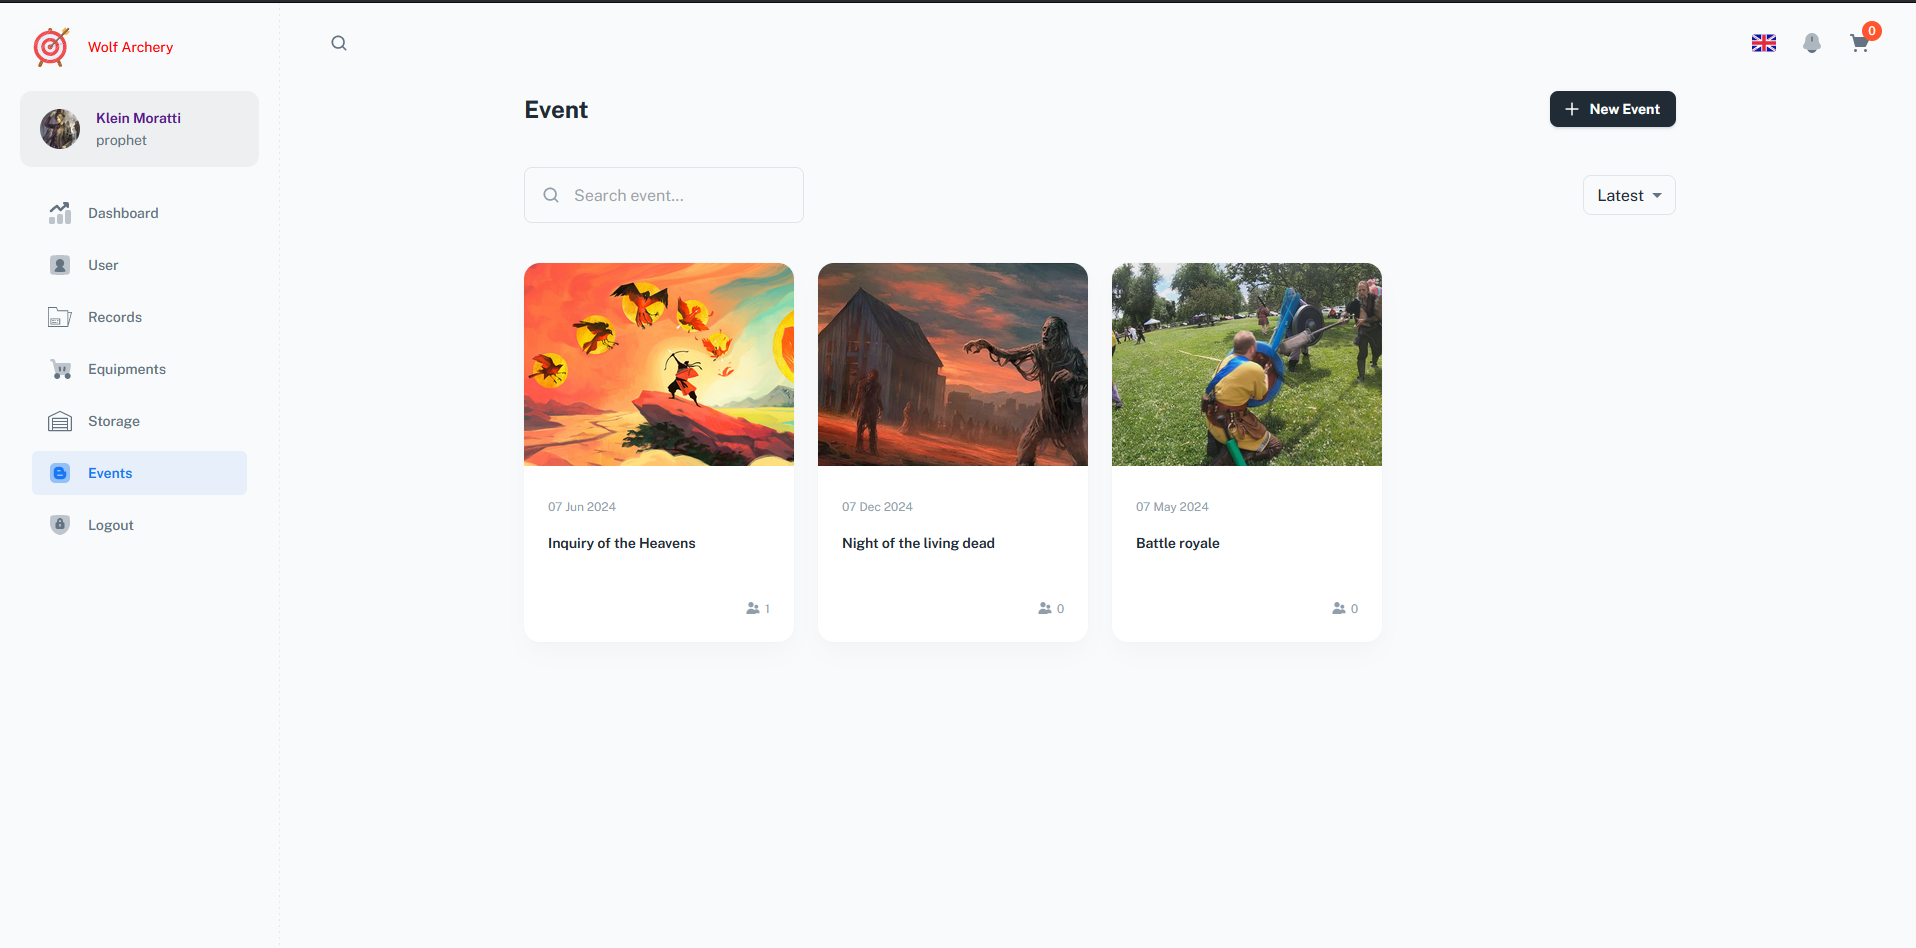 Wolf Archery
0
Klein Moratti
prophet
Dashboard
User
Records
Equipments
Storage
Events
Logout
Event
New Event
Search event...
Latest
07 Jun 2024
Inquiry of the Heavens
1
07 Dec 2024
Night of the living dead
0
07 May 2024
Battle royale
0